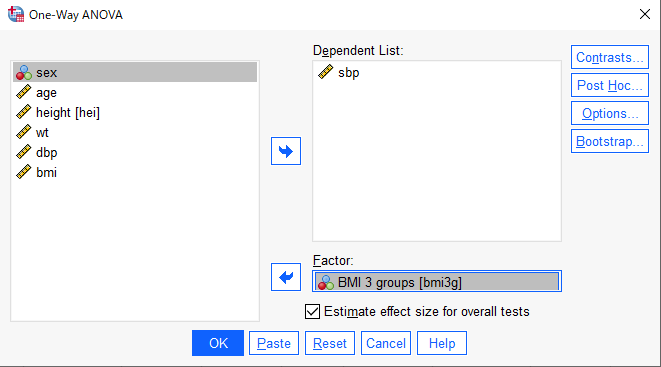 One-Way ANOVA
Dependent List:
sex
age
height [hei]
wt
dbp
bmi
sbp
Contrasts...
Post Hoc...
Options...
Bootstrap...
Factor:
BMI 3 groups [bmi3g]
Estimate effect size for overall tests
OK Paste Reset Cancel Help